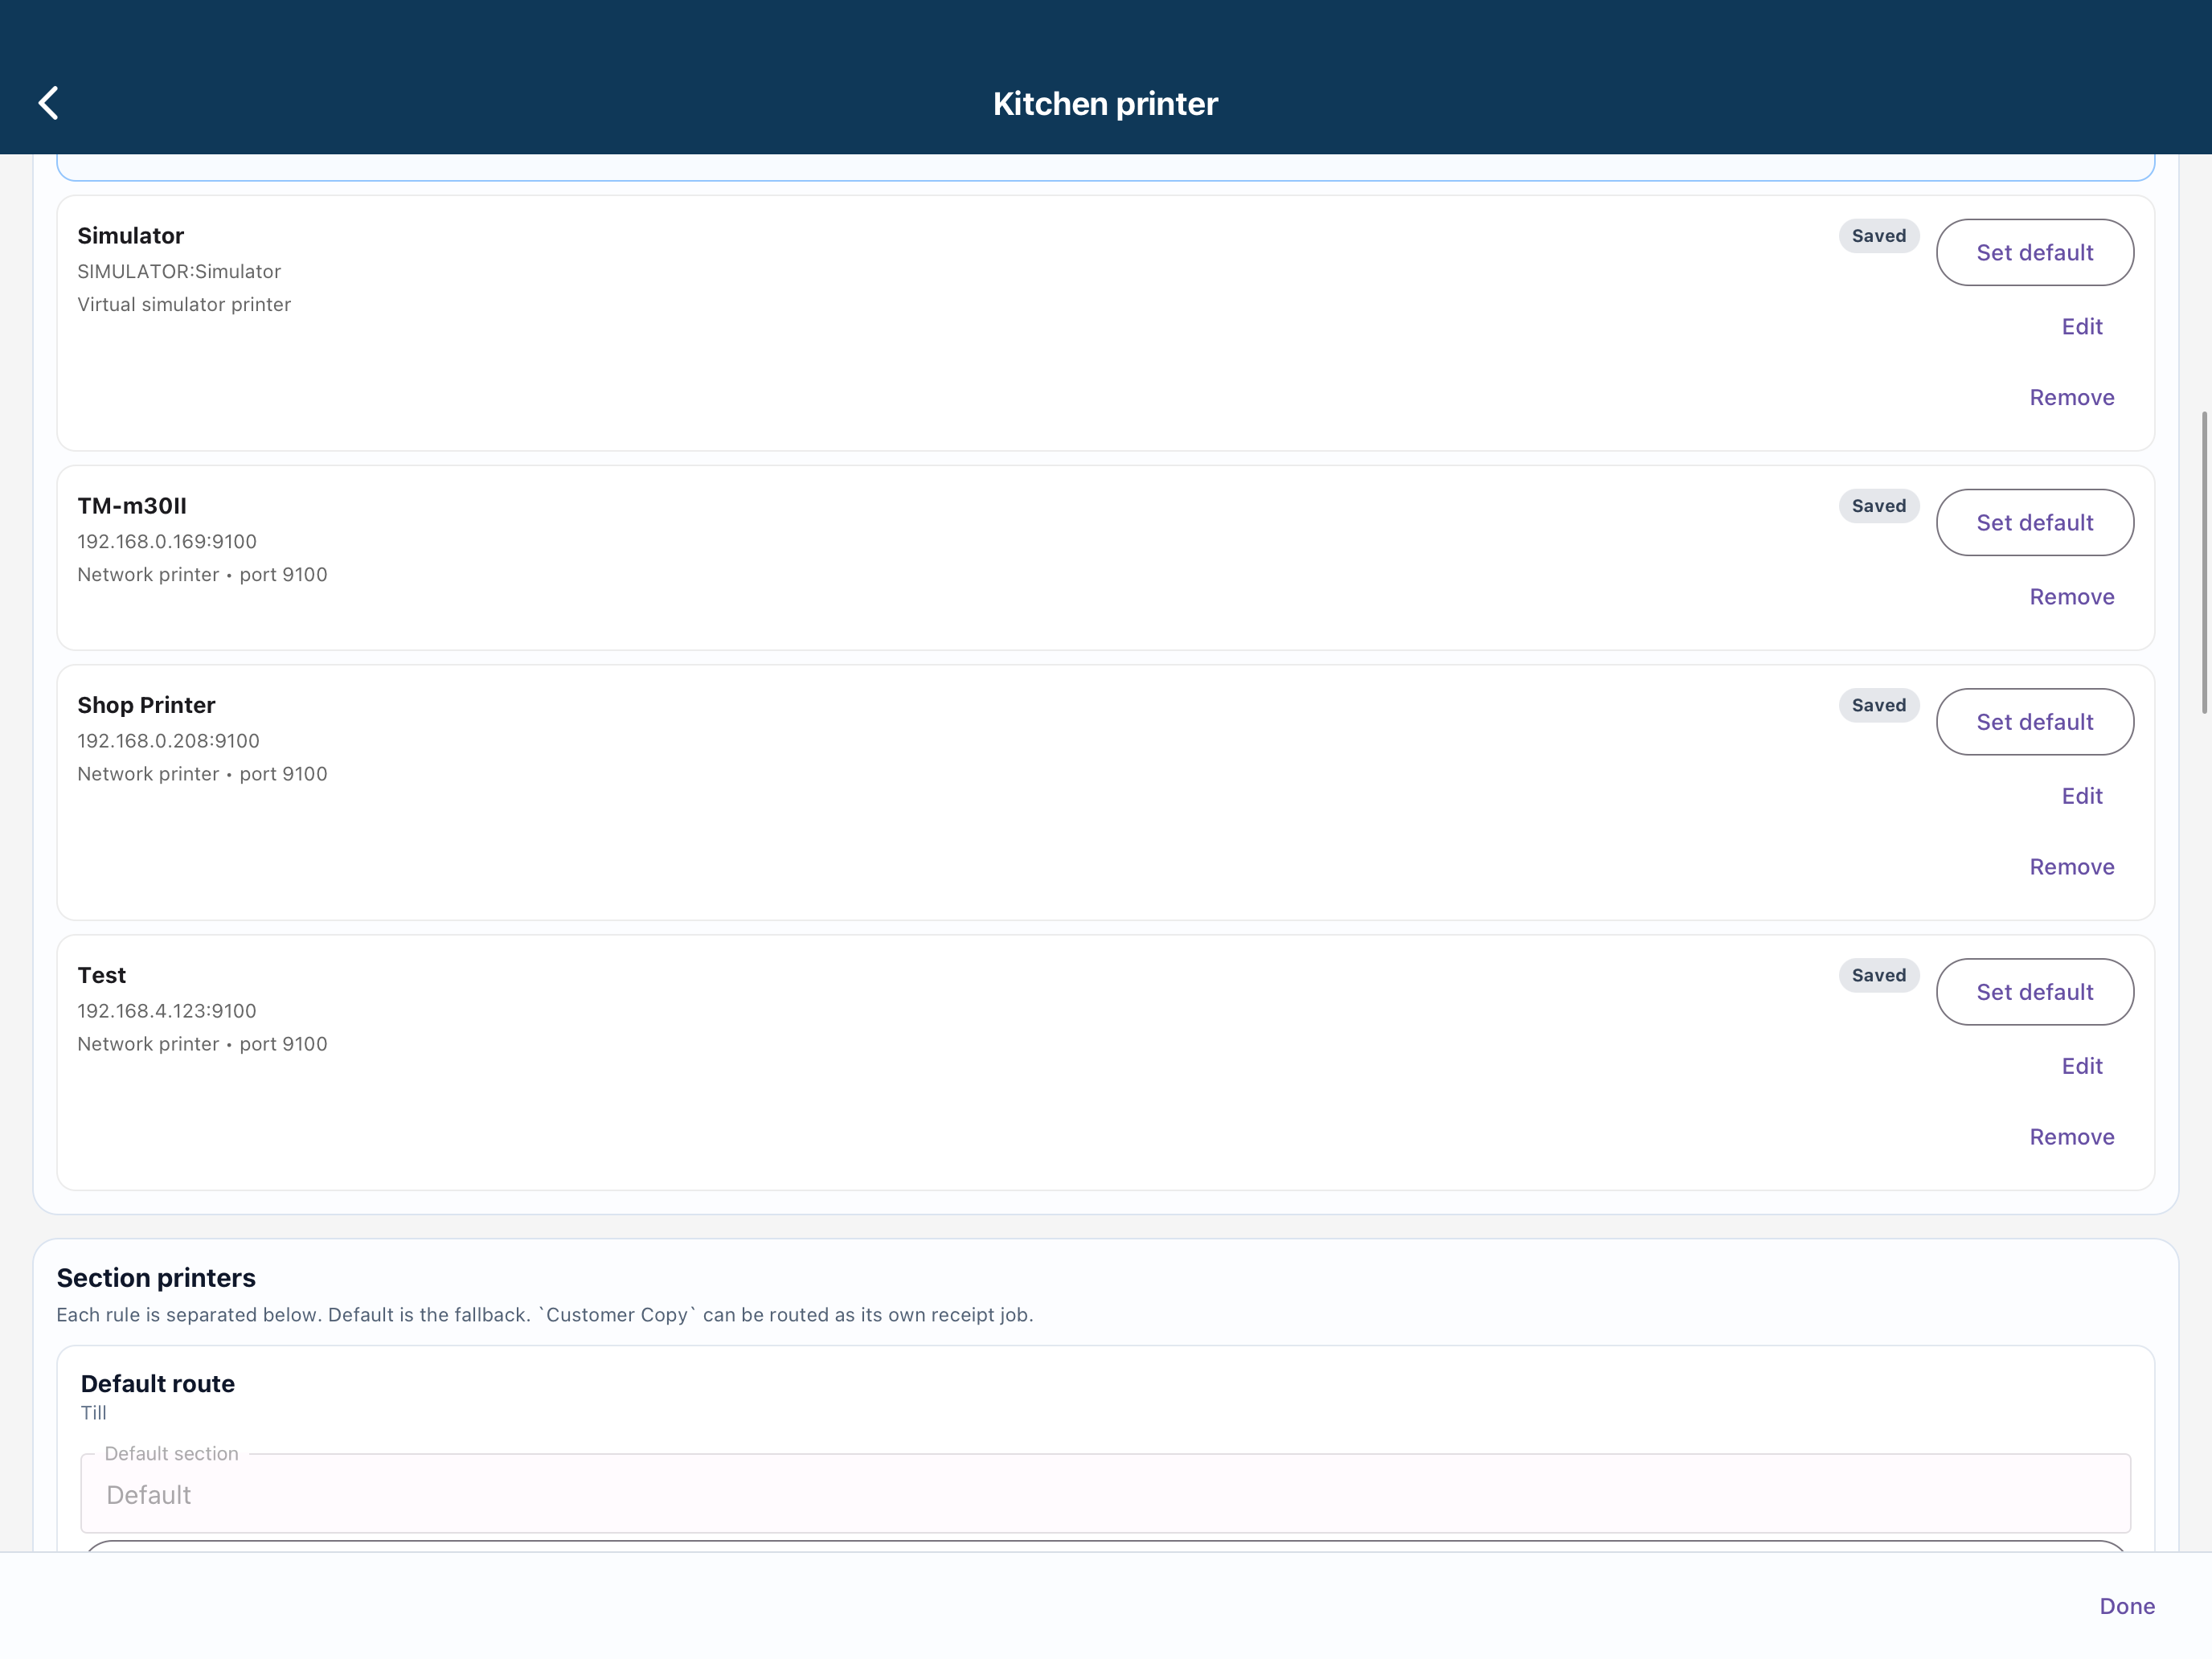 Kitchen printer
Simulator
Saved
Set default
SIMULATOR:Simulator
Virtual simulator printer
Edit
Remove
TM-m30II
Saved
Set default
192.168.0.169:9100
Network printer • port 9100
Remove
Shop Printer
Saved
Set default
192.168.0.208:9100
Network printer • port 9100
Edit
Remove
Test
Saved
Set default
192.168.4.123:9100
Network printer • port 9100
Edit
Remove
Section printers
Each rule is separated below. Default is the fallback. `Customer Copy` can be routed as its own receipt job.
Default route
Till
Default section
Default
Done